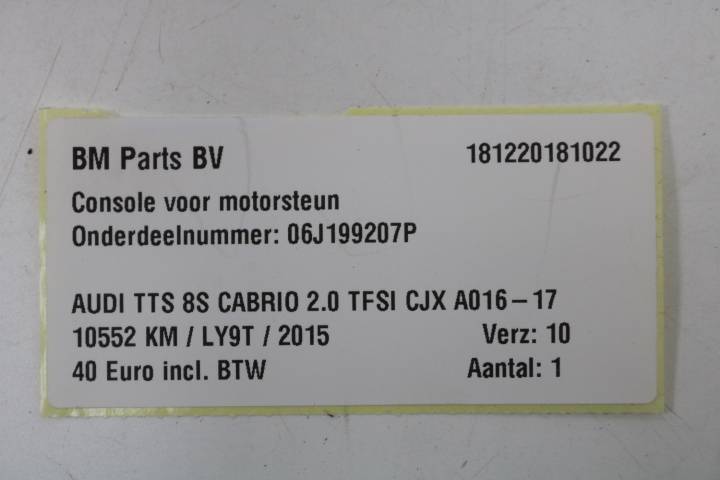 BM Parts BV 181220181022
Console voor motorsteun
Onderdeelnummer: 06J199207P
AUDI TTS 8S CABRIO 2.0 TFSI CJX A016-17
10552 KM / LY9T / 2015 Verz: 10
40 Euro incl. BTW Aantal: 1